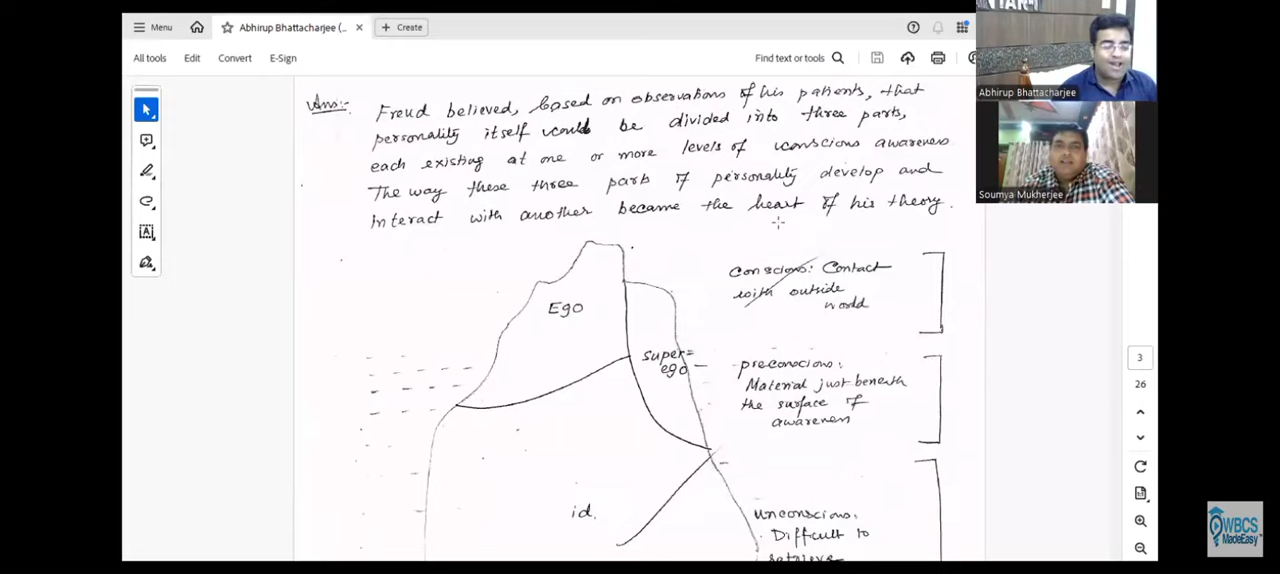 Menu
Abhirup Bhattacharjee (...
Create
All tools
Edit
Convert
E-Sign
Find text or tools
Abhirup Bhattacharjee
Soumya Mukherjee
Ans:-
Freud believed, based on observations of his patients, that
personality itself could be divided into three parts,
each existing at one or more levels of conscious awareness
The way these three parts of personality develop and
interact with another became the heart of his theory.
Ego
Conscious: Contact
with outside
world
super=
ego
preconscious:
Material just beneath
the surface of
awareness
id.
unconscious:
Difficult to
retrieve
3
26
WBCS
MadeEasy